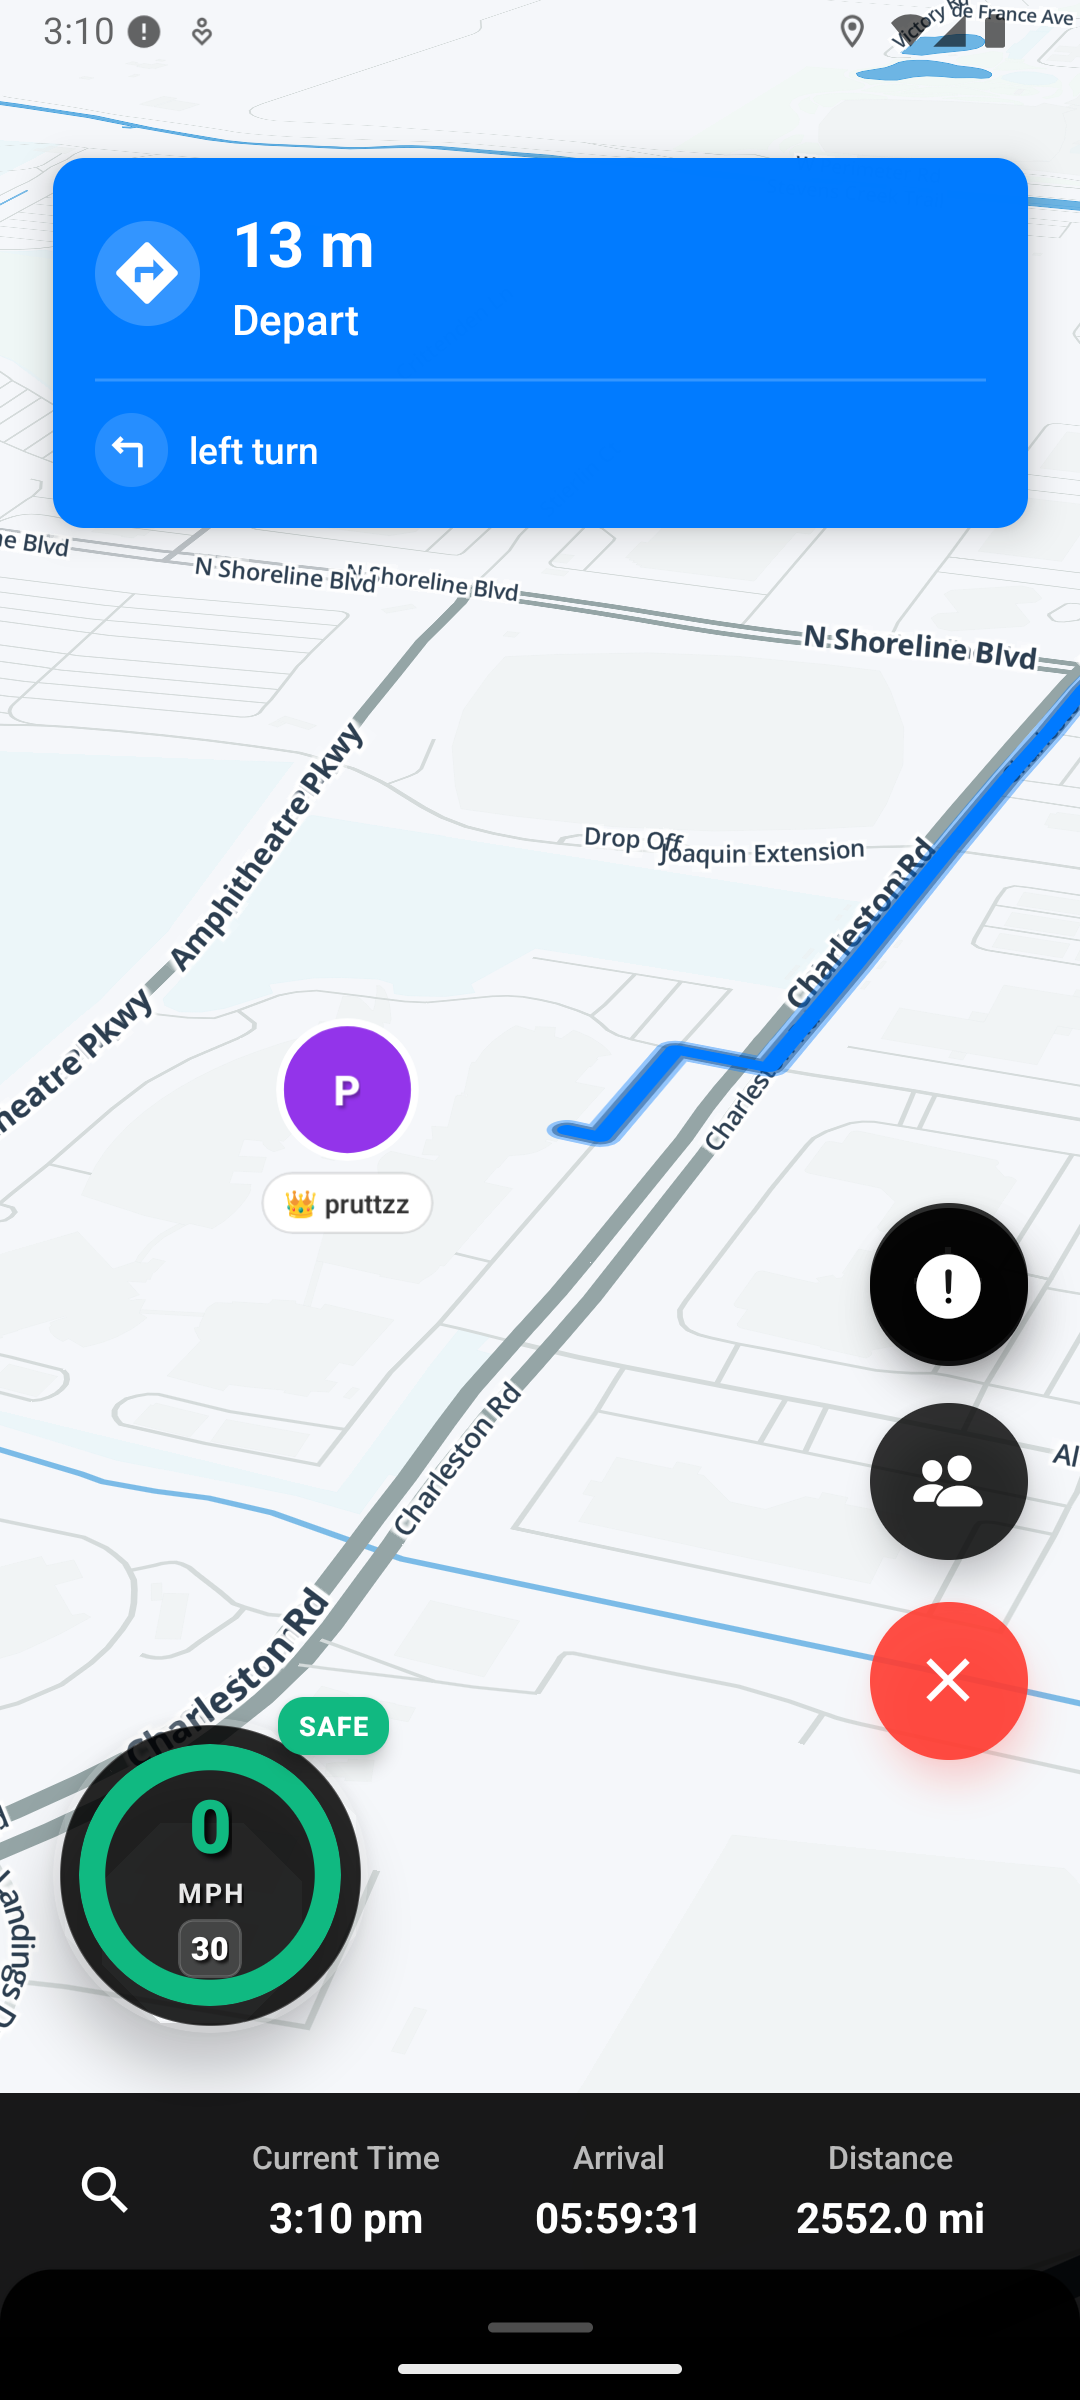 3:10
Victory Rd
de France Ave
13 m
Depart
left turn
ne Blvd
N Shoreline Blvd
N Shoreline Blvd
N Shoreline Blvd
Amphitheatre Pkwy
heatre Pkwy
Drop Off
Joaquin Extension
Charleston Rd
Charlest
P
👑 pruttzz
Al
Charleston Rd
Charleston Rd
SAFE
0
MPH
30
Landings D
Current Time
Arrival
Distance
3:10 pm
05:59:31
2552.0 mi